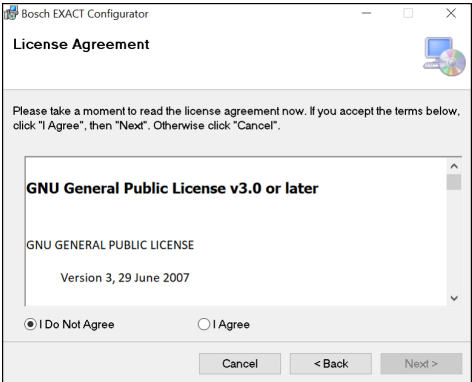 Bosch EXACT Configurator
License Agreement
Please take a moment to read the license agreement now. If you accept the terms below,
click "I Agree", then "Next". Otherwise click "Cancel".
GNU General Public License v3.0 or later
GNU GENERAL PUBLIC LICENSE
Version 3, 29 June 2007
I Do Not Agree
I Agree
Cancel
< Back
Next >